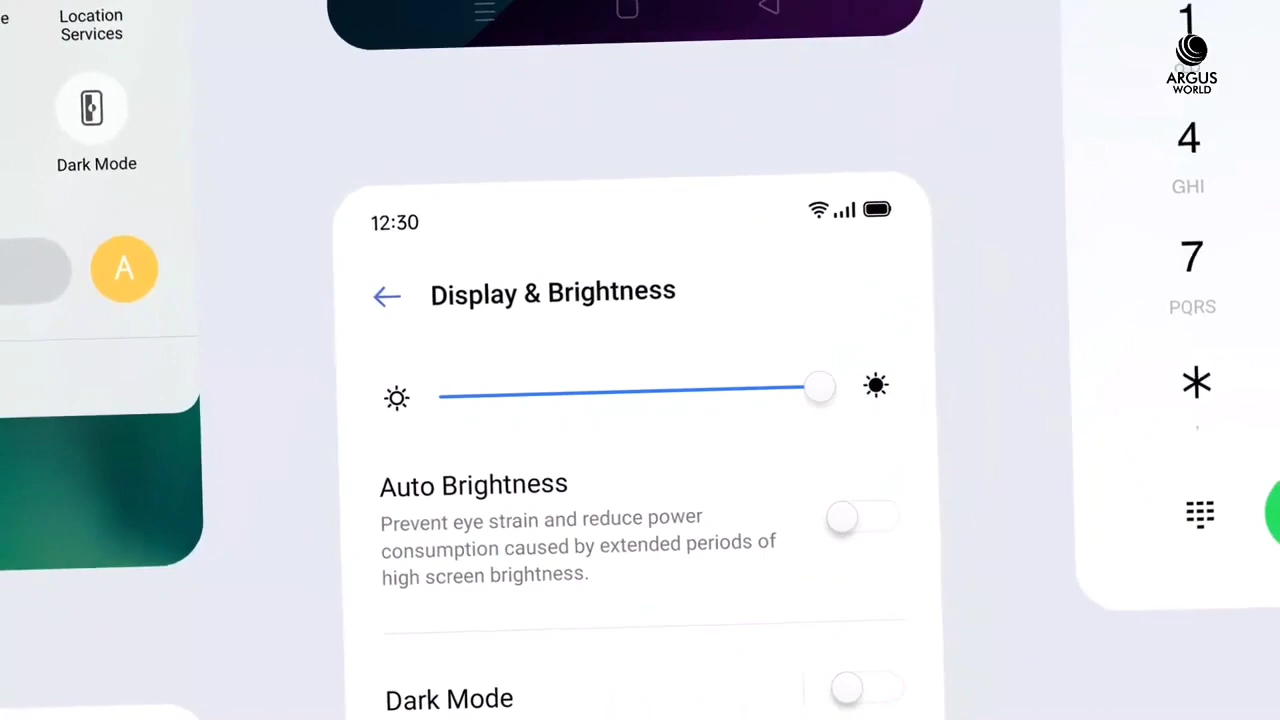 Location
Services
Dark Mode
A
12:30
Display & Brightness
Auto Brightness
Prevent eye strain and reduce power
consumption caused by extended periods of
high screen brightness.
Dark Mode
1
ARGUS
WORLD
4
GHI
7
PQRS
*
,